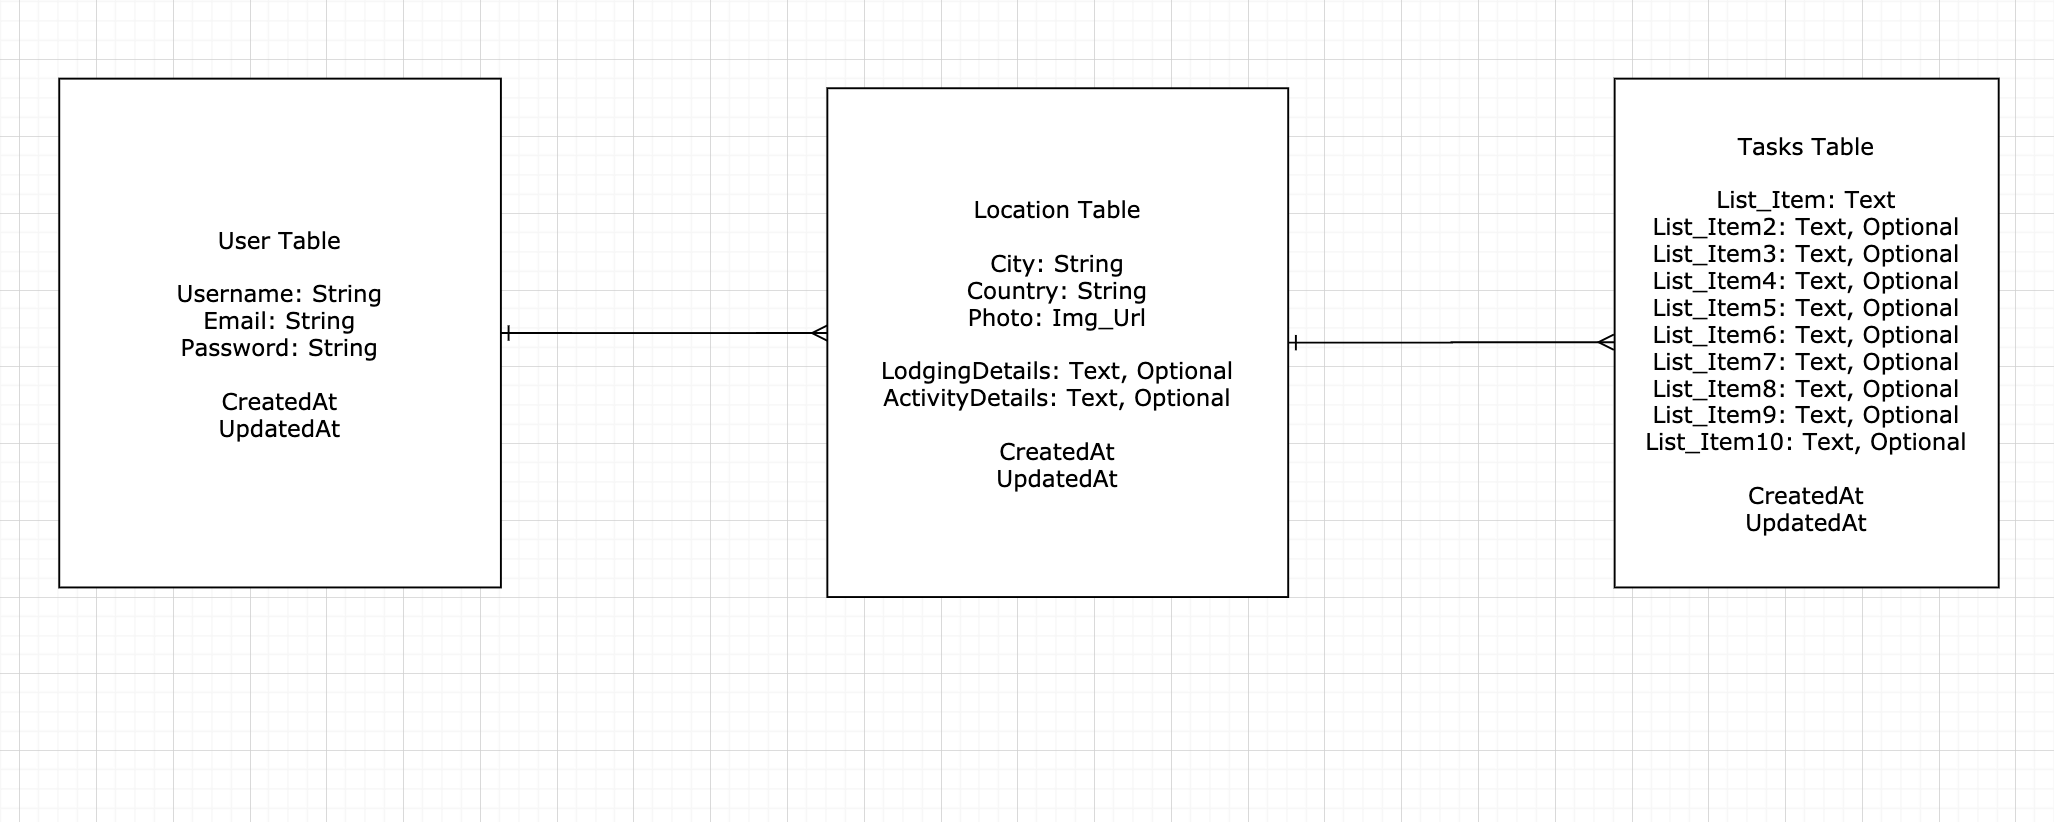 User Table
Username: String
Email: String
Password: String
CreatedAt
UpdatedAt
Location Table
City: String
Country: String
Photo: Img_Url
LodgingDetails: Text, Optional
ActivityDetails: Text, Optional
CreatedAt
UpdatedAt
Tasks Table
List_Item: Text
List_Item2: Text, Optional
List_Item3: Text, Optional
List_Item4: Text, Optional
List_Item5: Text, Optional
List_Item6: Text, Optional
List_Item7: Text, Optional
List_Item8: Text, Optional
List_Item9: Text, Optional
List_Item10: Text, Optional
CreatedAt
UpdatedAt